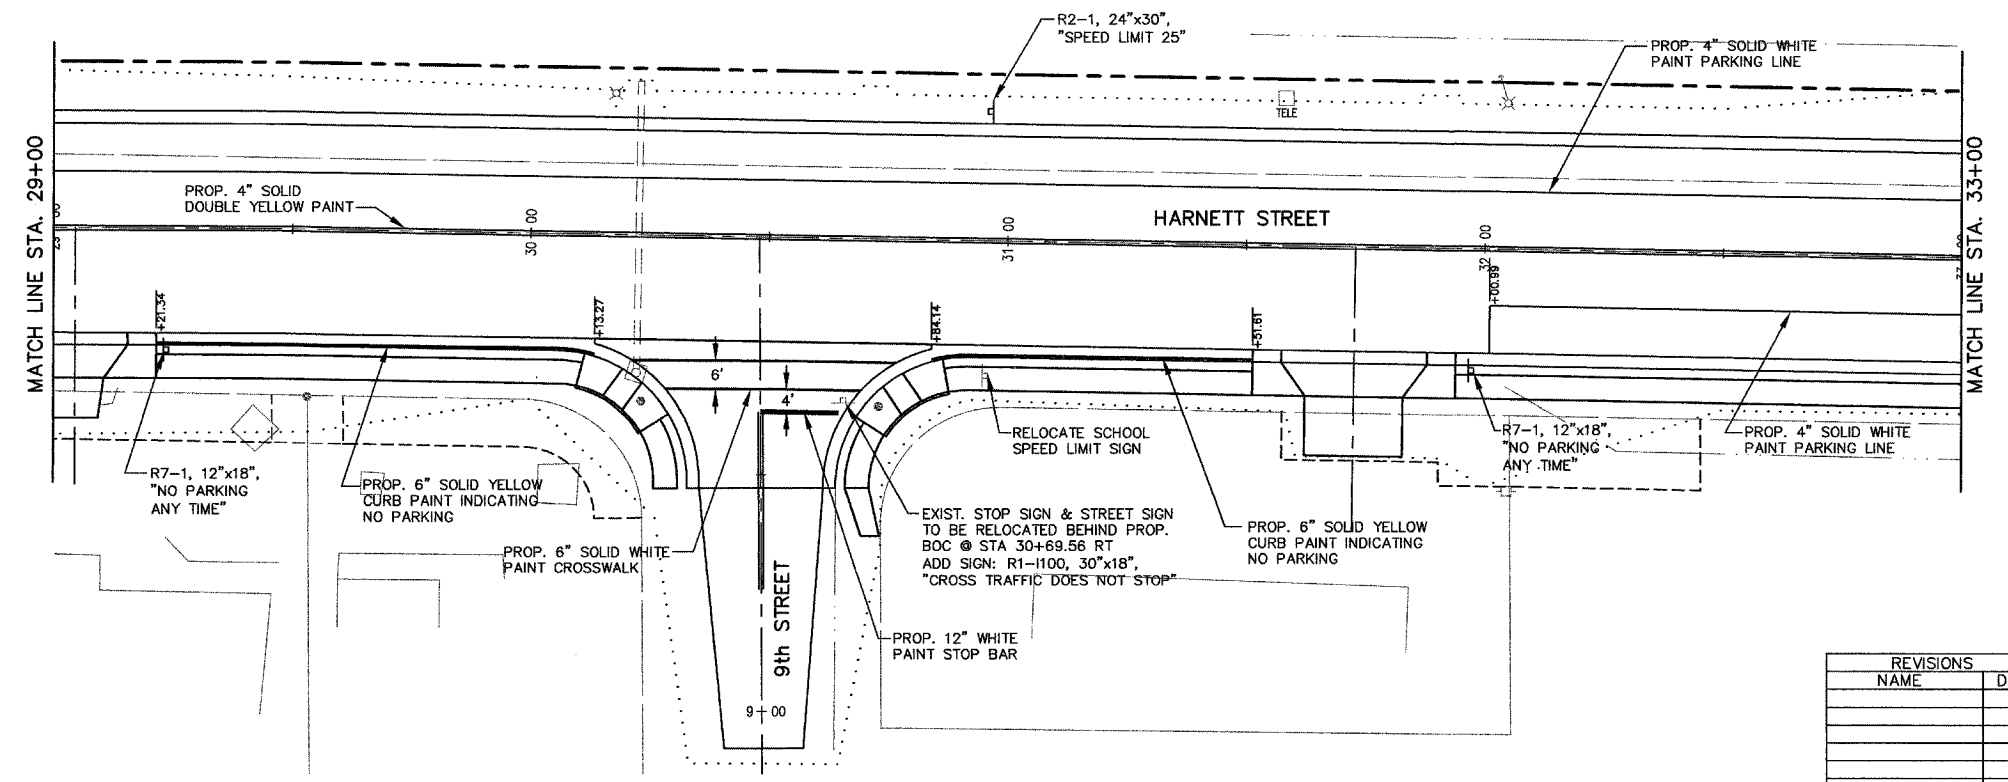 R2-1, 24"x30",
"SPEED LIMIT 25"
PROP. 4" SOLID WHITE
PAINT PARKING LINE
TELE
MATCH LINE STA. 29+00
MATCH LINE STA. 33+00
PROP. 4" SOLID
DOUBLE YELLOW PAINT
HARNETT STREET
30+00
31+00
32+00
+21.34
+13.27
+84.14
+51.61
+00.99
6'
4'
R7-1, 12"x18",
"NO PARKING
ANY TIME"
PROP. 6" SOLID YELLOW
CURB PAINT INDICATING
NO PARKING
PROP. 6" SOLID WHITE
PAINT CROSSWALK
RELOCATE SCHOOL
SPEED LIMIT SIGN
EXIST. STOP SIGN & STREET SIGN
TO BE RELOCATED BEHIND PROP.
BOC @ STA 30+69.56 RT
ADD SIGN: R1-I100, 30"x18",
"CROSS TRAFFIC DOES NOT STOP"
PROP. 12" WHITE
PAINT STOP BAR
PROP. 6" SOLID YELLOW
CURB PAINT INDICATING
NO PARKING
R7-1, 12"x18",
"NO PARKING
ANY TIME"
PROP. 4" SOLID WHITE
PAINT PARKING LINE
9th STREET
9+00
REVISIONS
NAME
D